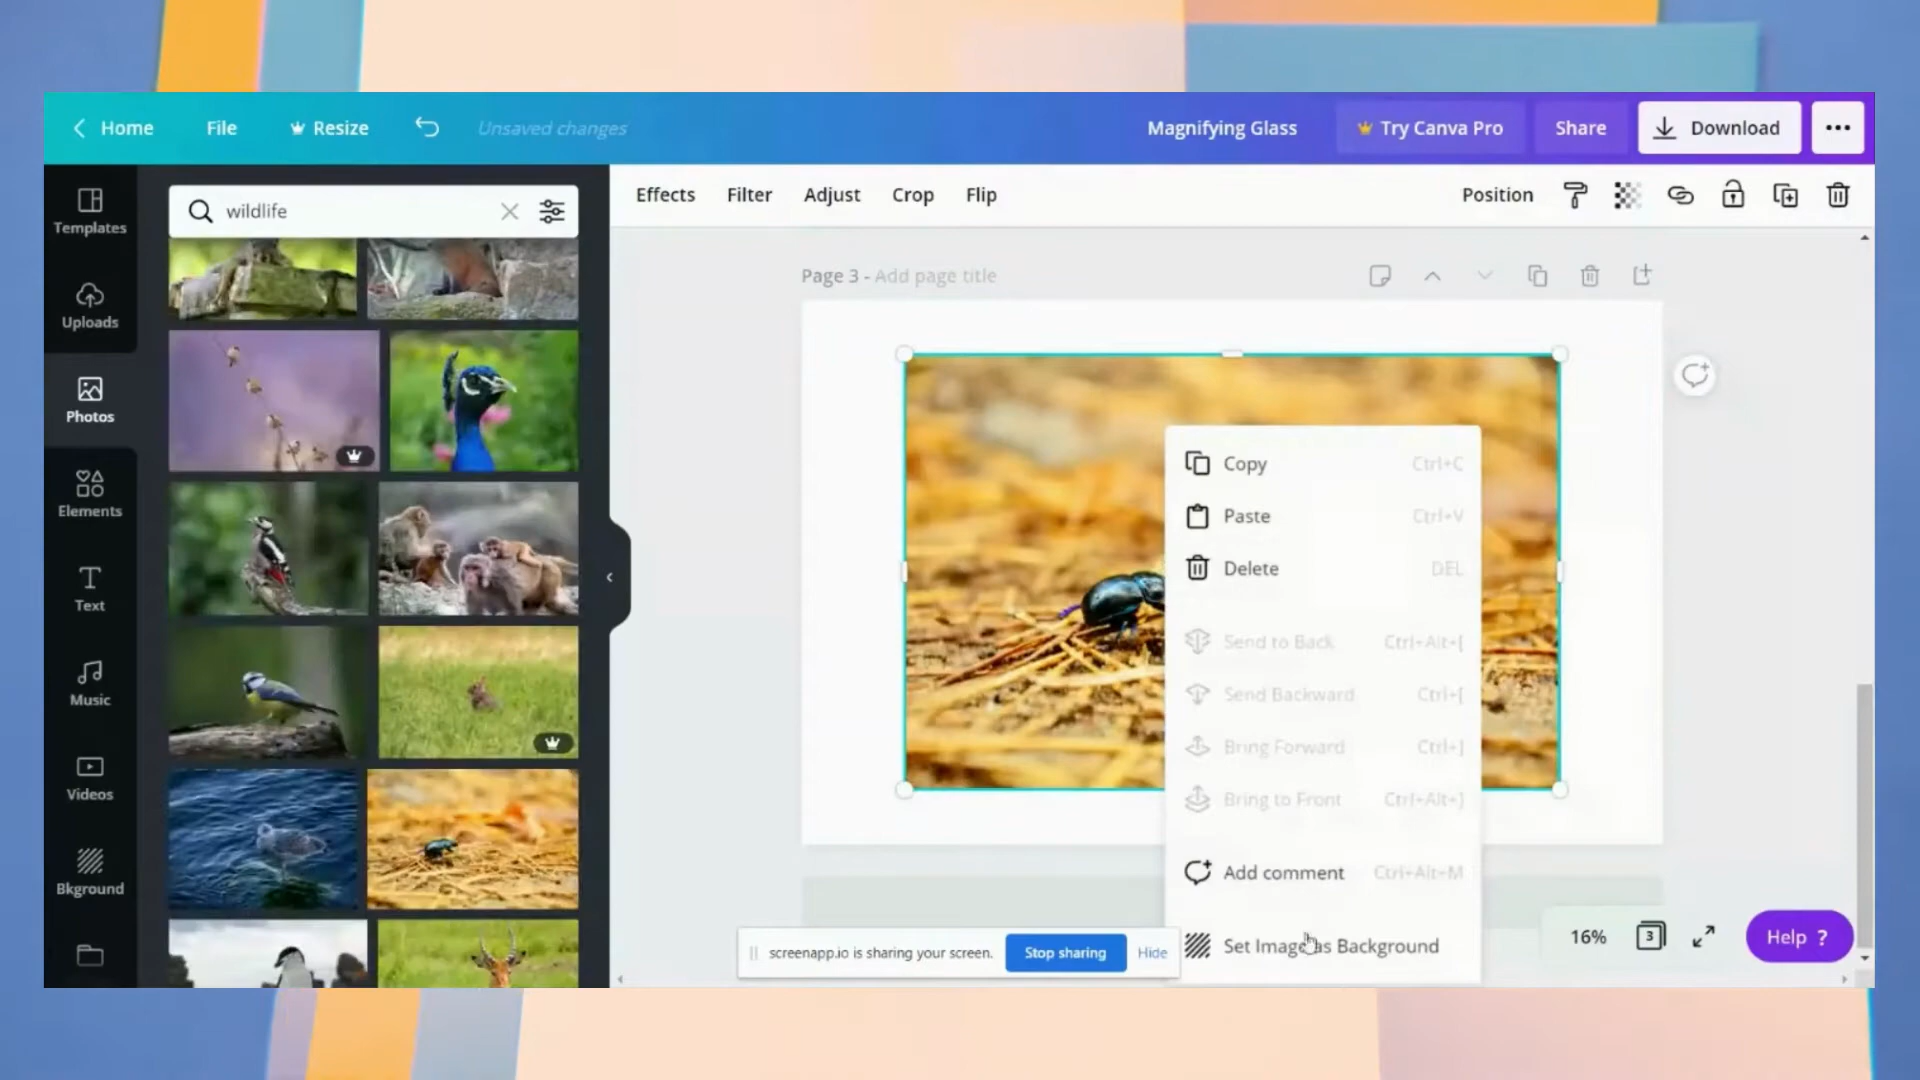 Home File Resize Unsaved changes Magnifying Glass Try Canva Pro Share Download
Templates
Uploads
Photos
Elements
Text
Music
Videos
Bkground
wildlife
Effects Filter Adjust Crop Flip Position
Page 3 - Add page title
Copy Ctrl+C
Paste Ctrl+V
Delete DEL
Send to Back Ctrl+Alt+[
Send Backward Ctrl+[
Bring Forward Ctrl+]
Bring to Front Ctrl+Alt+]
Add comment Ctrl+Alt+M
Set Image as Background
screenapp.io is sharing your screen. Stop sharing Hide
16% 3 Help ?